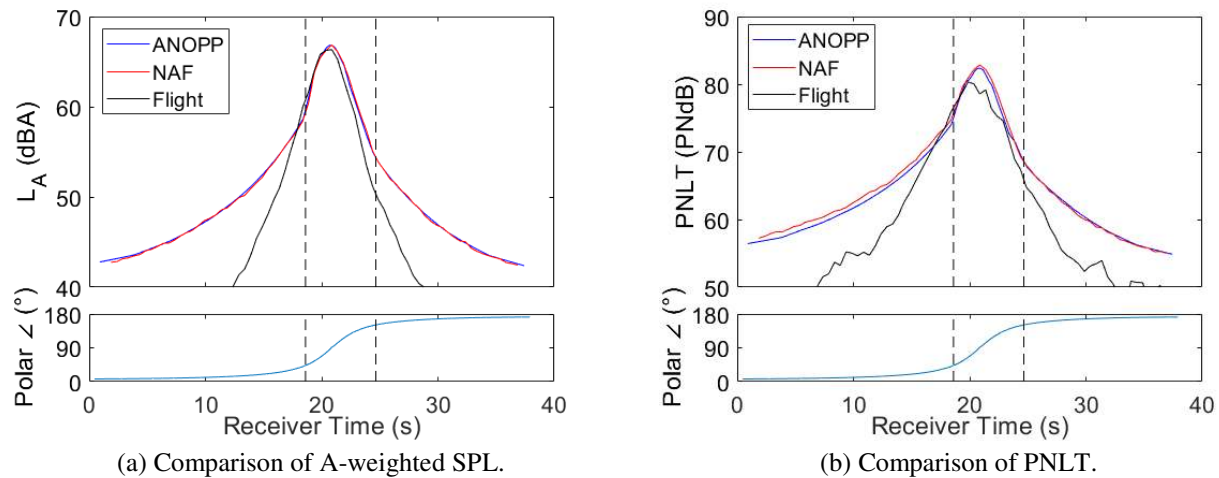 70
60
50
40
L_A (dBA)
ANOPP
NAF
Flight
180
90
0
Polar ∠ (°)
0 10 20 30 40
Receiver Time (s)
(a) Comparison of A-weighted SPL.
90
80
70
60
50
PNLT (PNdB)
ANOPP
NAF
Flight
180
90
0
Polar ∠ (°)
0 10 20 30 40
Receiver Time (s)
(b) Comparison of PNLT.